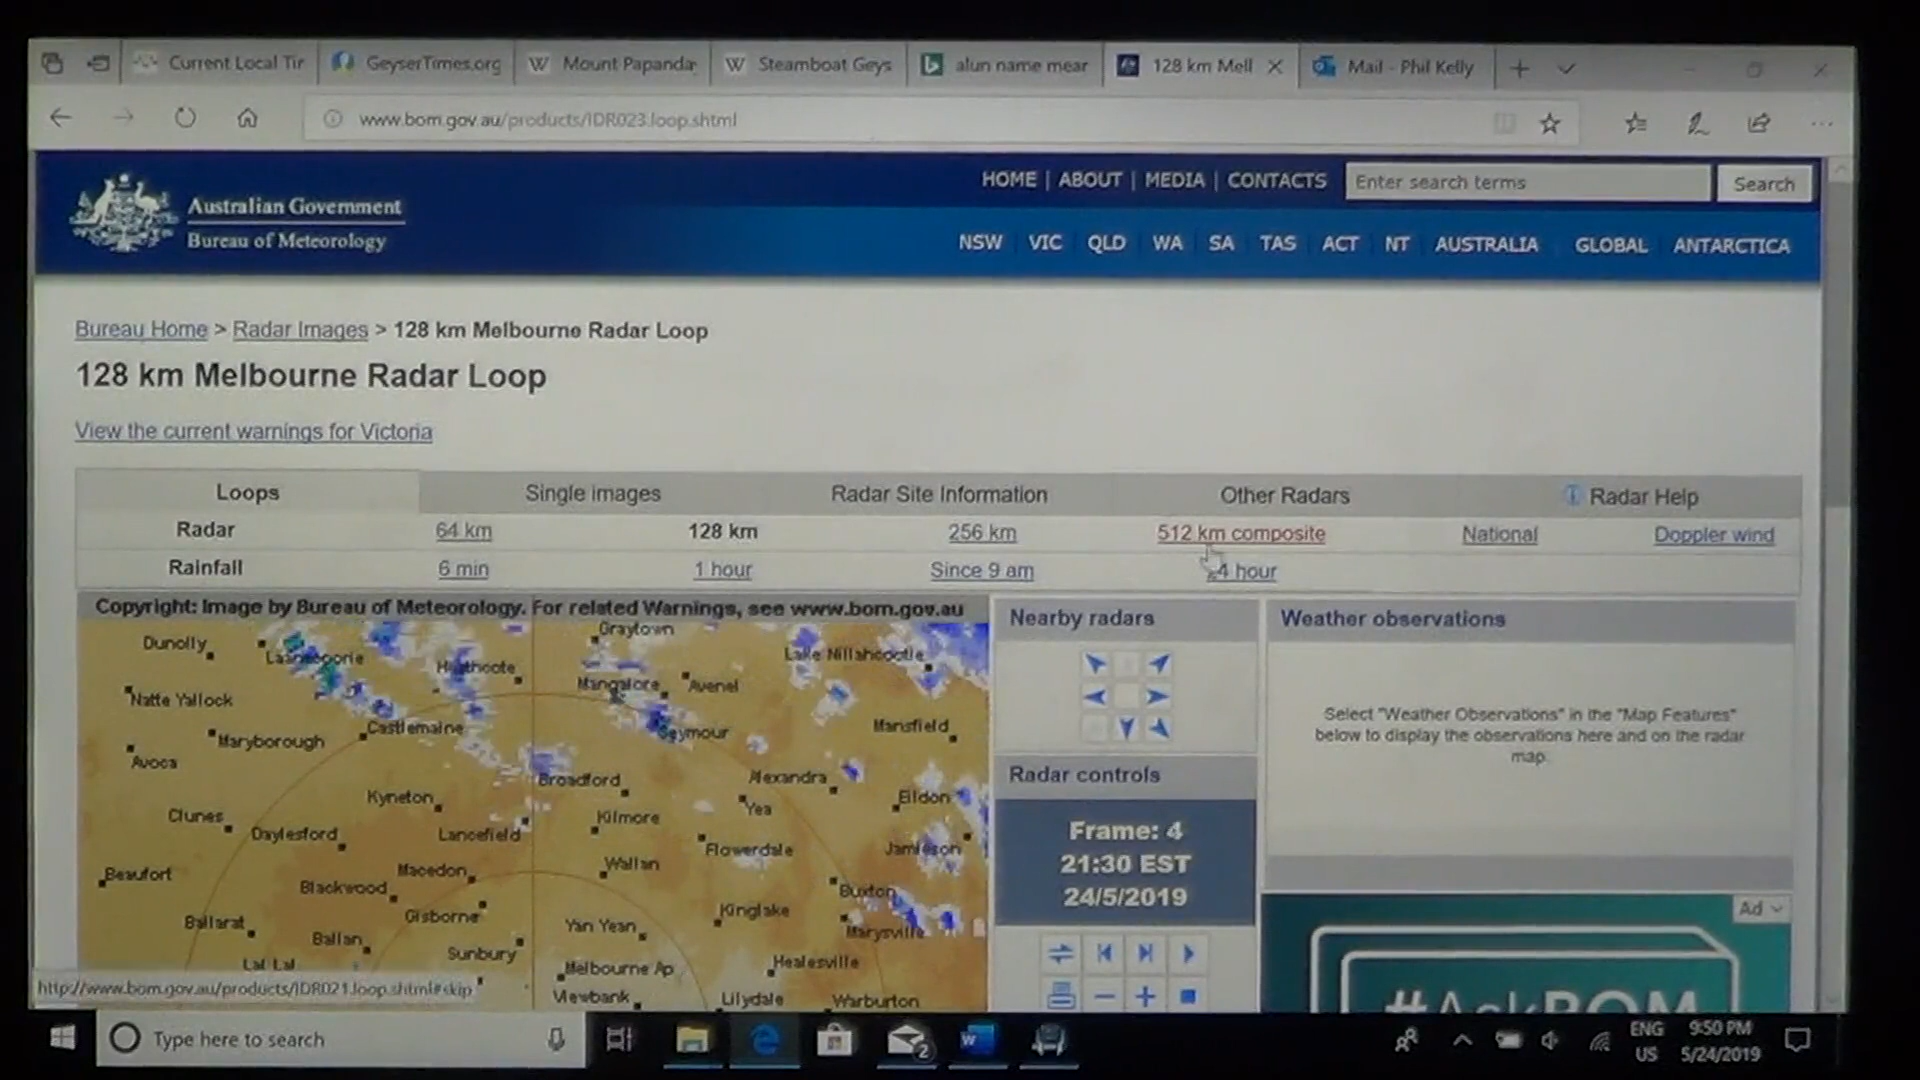 Current Local Tir
GeyserTimes.org
Mount Papandar
Steamboat Geys
alun name mear
128 km Mell
Mail - Phil Kelly
www.bom.gov.au/products/IDR023.loop.shtml
Australian Government
Bureau of Meteorology
HOME | ABOUT | MEDIA | CONTACTS
Enter search terms
Search
NSW VIC QLD WA SA TAS ACT NT AUSTRALIA GLOBAL ANTARCTICA
Bureau Home > Radar Images > 128 km Melbourne Radar Loop
128 km Melbourne Radar Loop
View the current warnings for Victoria
Loops Single images Radar Site Information Other Radars Radar Help
Radar 64 km 128 km 256 km 512 km composite National Doppler wind
Rainfall 6 min 1 hour Since 9 am 24 hour
Copyright: Image by Bureau of Meteorology. For related Warnings, see www.bom.gov.au
Dunolly
Graytown
Laanecoorie
Heathcote
Lake Nillahcootie
Natte Yallock
Mangalore
Avenel
Castlemaine
Seymour
Mansfield
Maryborough
Avoca
Broadford
Alexandra
Kyneton
Yea
Eildon
Clunes
Daylesford
Lancefield
Kilmore
Flowerdale
Jamieson
Beaufort
Macedon
Wallan
Blackwood
Buxton
Gisborne
Ballarat
Yan Yean
Kinglake
Marysville
Ballan
Sunbury
Lal Lal
Melbourne Ap
Healesville
Viewbank
Lilydale
Warburton
Nearby radars
Radar controls
Frame: 4
21:30 EST
24/5/2019
Weather observations
Select "Weather Observations" in the "Map Features"
below to display the observations here and on the radar
map.
Ad
#AskBOM
http://www.bom.gov.au/products/IDR021.loop.shtml#skip
Type here to search
2
ENG
US
9:50 PM
5/24/2019